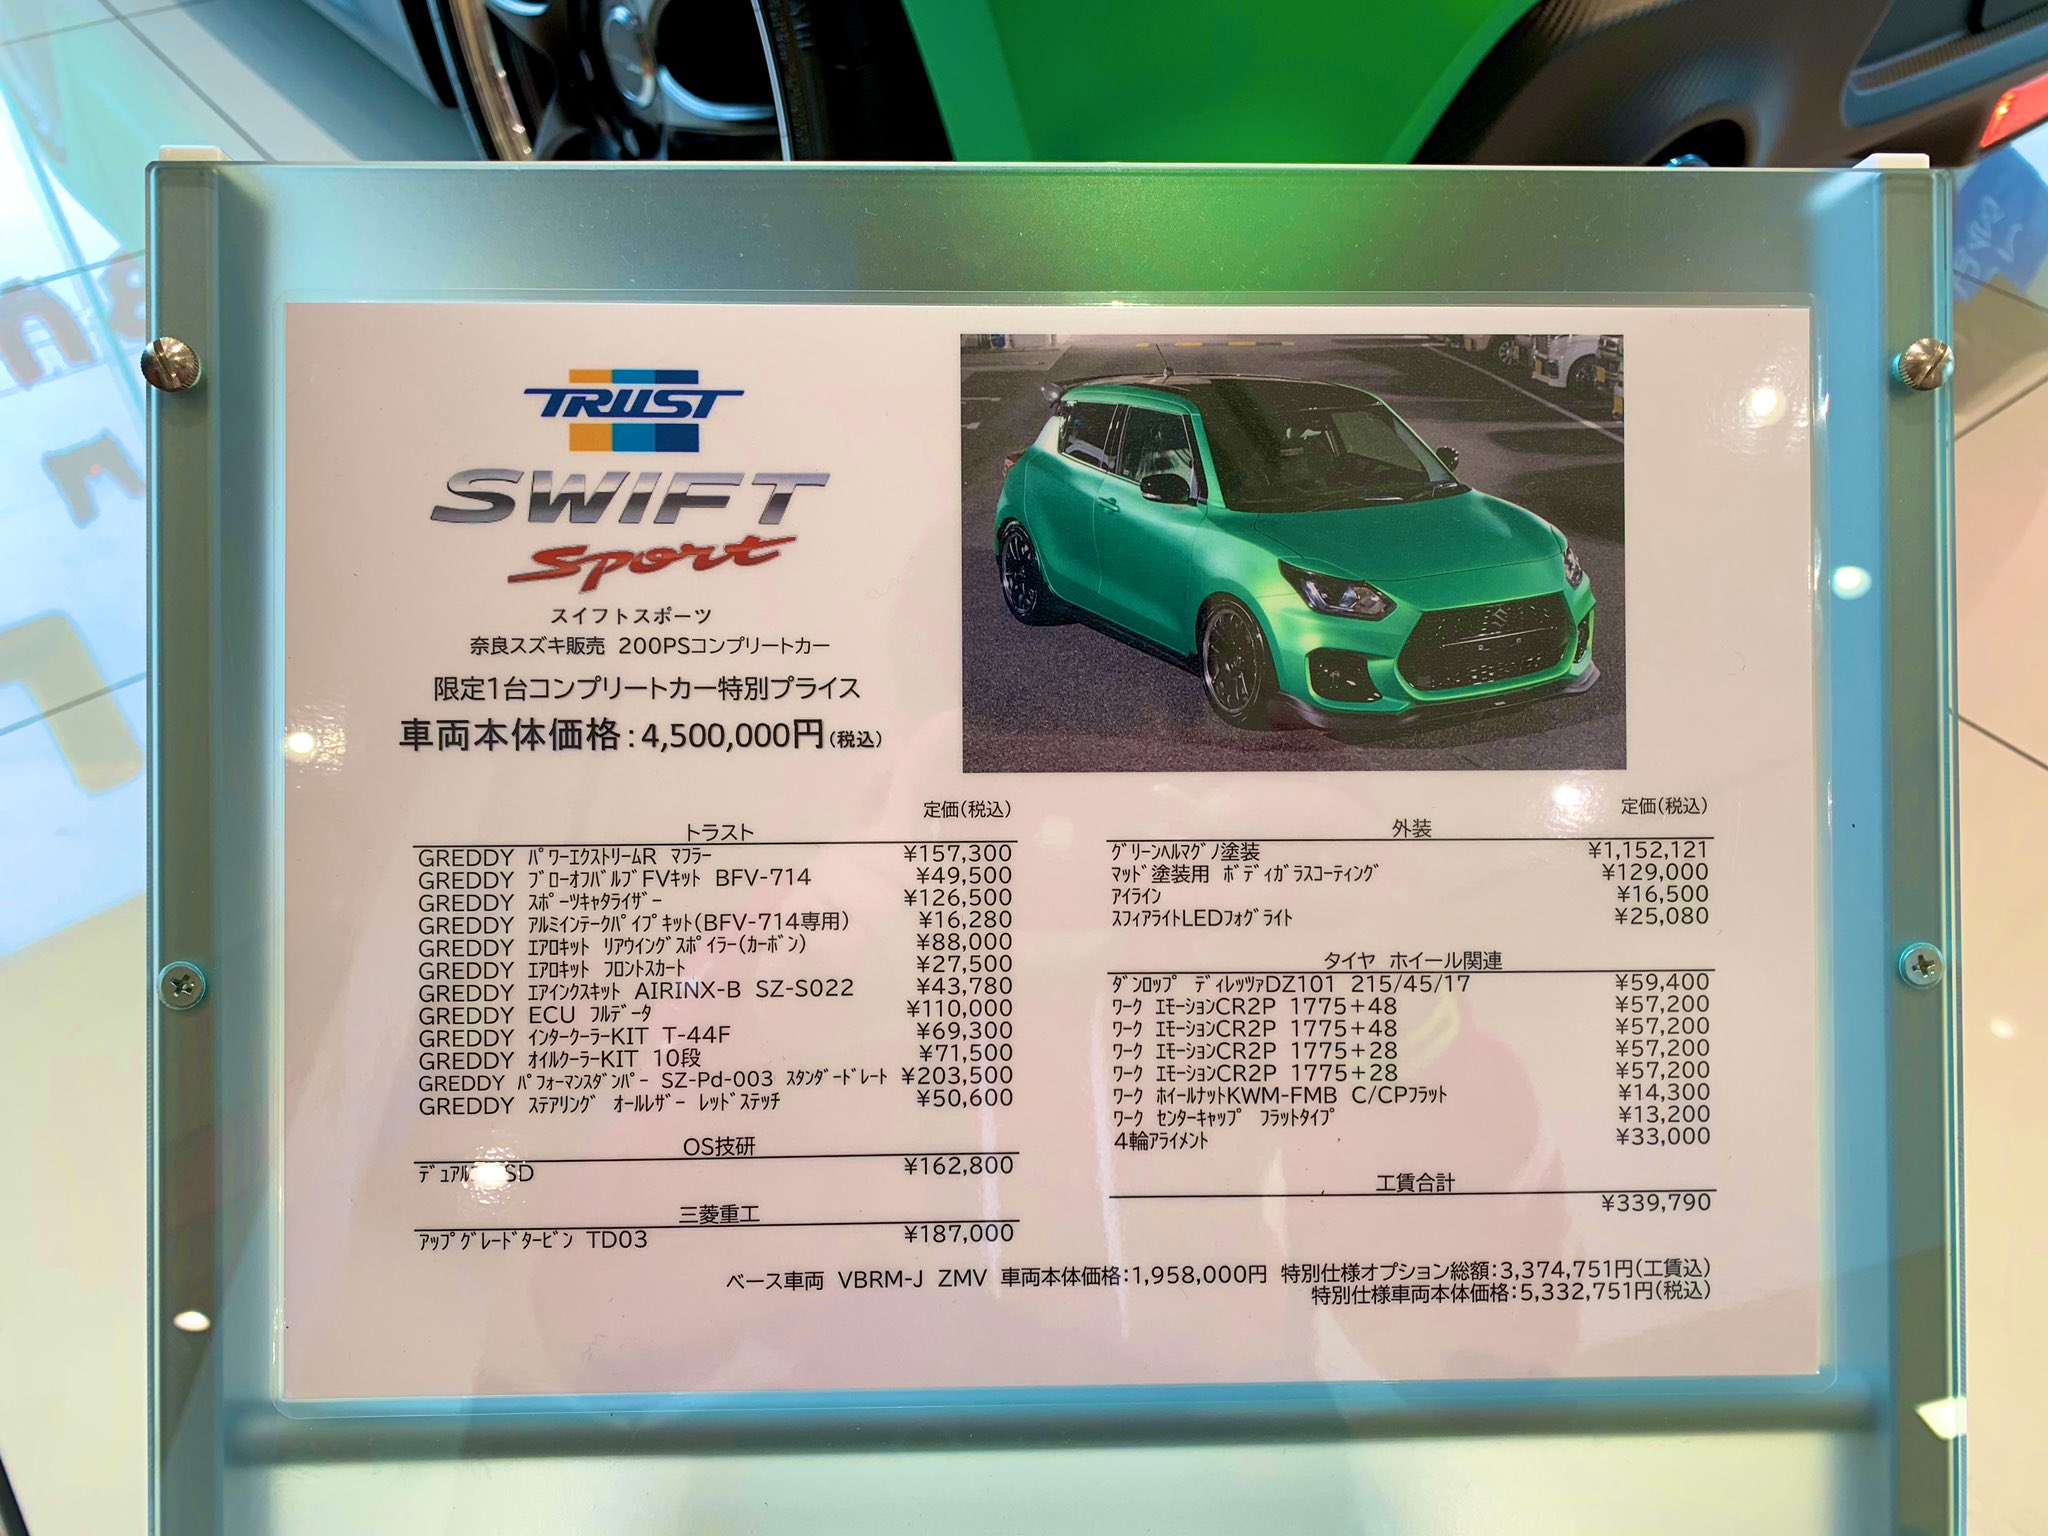 TRUST
SWIFT
Sport
スイフトスポーツ
奈良スズキ販売 200PSコンプリートカー
限定1台コンプリートカー特別プライス
車両本体価格:4,500,000円(税込)
定価(税込)
トラスト
GREDDY ﾊﾟﾜｰｴｸｽﾄﾘｰﾑR ﾏﾌﾗｰ ¥157,300
GREDDY ﾌﾞﾛｰｵﾌﾊﾞﾙﾌﾞFVｷｯﾄ BFV-714 ¥49,500
GREDDY ｽﾎﾟｰﾂｷｬﾀﾗｲｻﾞｰ ¥126,500
GREDDY ｱﾙﾐｲﾝﾃｰｸﾊﾟｲﾌﾟｷｯﾄ(BFV-714専用) ¥16,280
GREDDY ｴｱﾛｷｯﾄ ﾘｱｳｲﾝｸﾞｽﾎﾟｲﾗｰ(ｶｰﾎﾞﾝ) ¥88,000
GREDDY ｴｱﾛｷｯﾄ ﾌﾛﾝﾄｽｶｰﾄ ¥27,500
GREDDY ｴｱｲﾝｸｽｷｯﾄ AIRINX-B SZ-S022 ¥43,780
GREDDY ECU ﾌﾙﾃﾞｰﾀ ¥110,000
GREDDY ｲﾝﾀｰｸｰﾗｰKIT T-44F ¥69,300
GREDDY ｵｲﾙｸｰﾗｰKIT 10段 ¥71,500
GREDDY ﾊﾟﾌｫｰﾏﾝｽﾀﾞﾝﾊﾟｰ SZ-Pd-003 ｽﾀﾝﾀﾞｰﾄﾞﾚｰﾄ ¥203,500
GREDDY ｽﾃｱﾘﾝｸﾞ ｵｰﾙﾚｻﾞｰ ﾚｯﾄﾞｽﾃｯﾁ ¥50,600
OS技研
¥162,800
三菱重工
ｱｯﾌﾟｸﾞﾚｰﾄﾞﾀｰﾋﾞﾝ TD03 ¥187,000
定価(税込)
外装
ｸﾞﾘｰﾝﾍﾙﾏｸﾞﾉ塗装 ¥1,152,121
ﾏｯﾄﾞ塗装用 ﾎﾞﾃﾞｨｶﾞﾗｽｺｰﾃｨﾝｸﾞ ¥129,000
ｱｲﾗｲﾝ ¥16,500
ｽﾌｨｱﾗｲﾄLEDﾌｫｸﾞﾗｲﾄ ¥25,080
タイヤ ホイール関連
ﾀﾞﾝﾛｯﾌﾟ ﾃﾞｨﾚｯﾂｧDZ101 215/45/17 ¥59,400
ﾜｰｸ ｴﾓｰｼｮﾝCR2P 1775+48 ¥57,200
ﾜｰｸ ｴﾓｰｼｮﾝCR2P 1775+48 ¥57,200
ﾜｰｸ ｴﾓｰｼｮﾝCR2P 1775+28 ¥57,200
ﾜｰｸ ｴﾓｰｼｮﾝCR2P 1775+28 ¥57,200
ﾜｰｸ ﾎｲｰﾙﾅｯﾄKWM-FMB C/CPﾌﾗｯﾄ ¥14,300
ﾜｰｸ ｾﾝﾀｰｷｬｯﾌﾟ ﾌﾗｯﾄﾀｲﾌﾟ ¥13,200
4輪ｱﾗｲﾒﾝﾄ ¥33,000
工賃合計
¥339,790
ベース車両 VBRM-J ZMV 車両本体価格:1,958,000円 特別仕様オプション総額:3,374,751円(工賃込)
特別仕様車両本体価格:5,332,751円(税込)